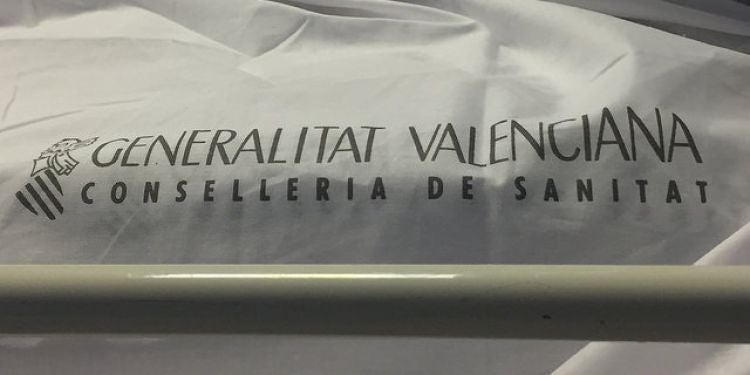 GENERALITAT VALENCIANA
CONSELLERIA DE SANITAT